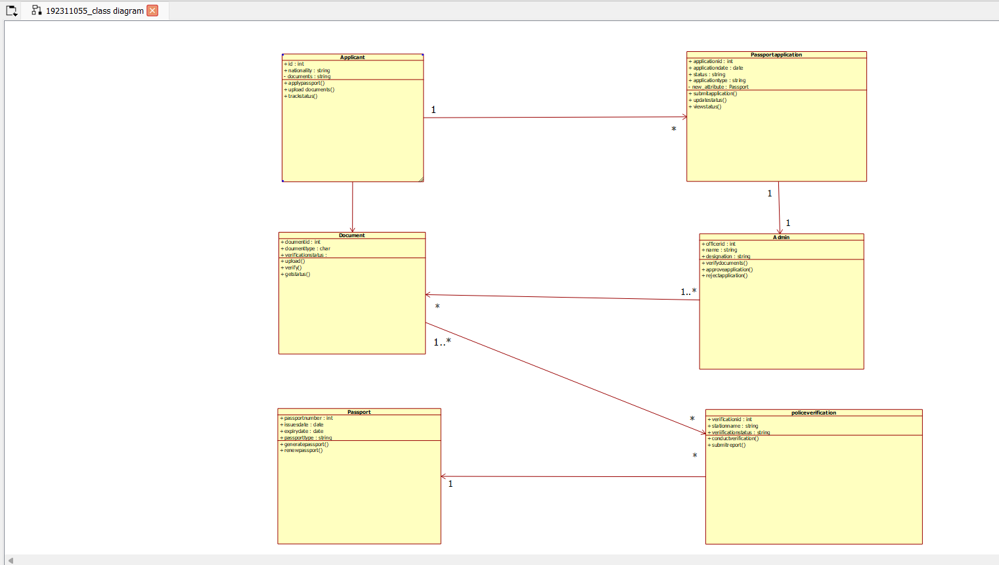 192311055_class diagram
Applicant
+ id : int
+ nationality : string
- documents : string
+ applypassport()
+ upload documents()
+ trackstatus()
Passportapplication
+ applicationid : int
+ applicationdate : date
+ status : string
+ applicationtype : string
- new_attribute : Passport
+ submitapplication()
+ updatestatus()
+ viewstatus()
1
*
1
1
Document
+ doumentid : int
+ doumenttype : char
+ verificationstatus :
+ upload()
+ verify()
+ getstatus()
Admin
+ officerid : int
+ name : string
+ designation : string
+ verifydocuments()
+ approveapplication()
+ rejectapplication()
1..*
*
1..*
*
Passport
+ passportnumber : int
+ issuesdate : date
+ expirydate : date
+ passporttype : string
+ generatepassport()
+ renewpassport()
policeverification
+ verificationid : int
+ stationname : string
+ veriificationstatus : string
+ conductverification()
+ submitreport()
*
1